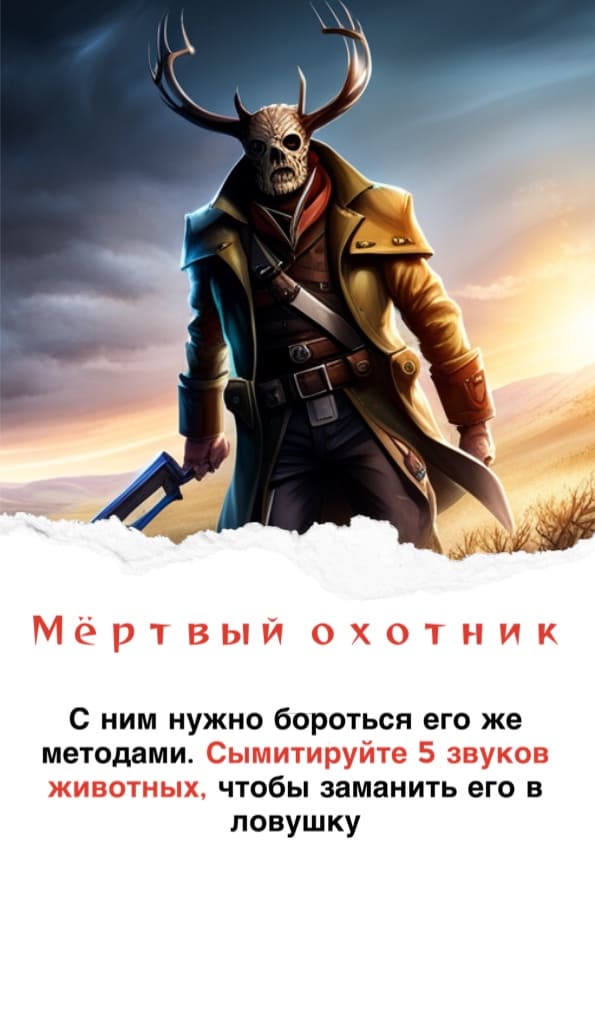 Мёртвый охотник
С ним нужно бороться его же
методами. Сымитируйте 5 звуков
животных, чтобы заманить его в
ловушку